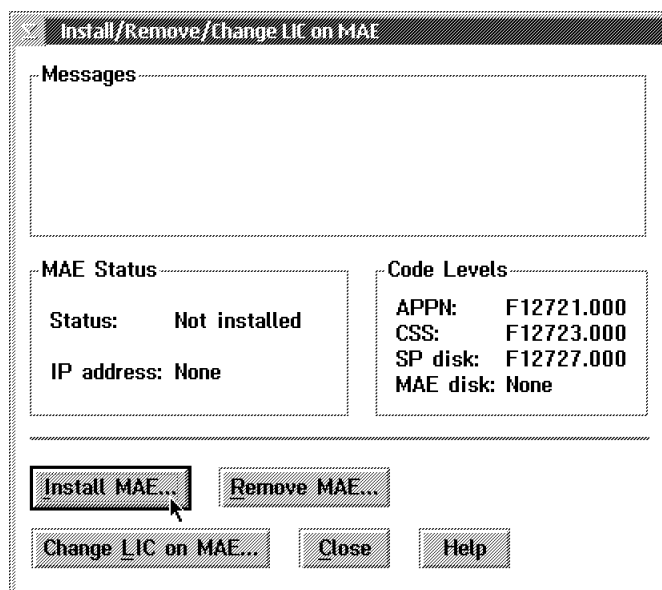 Install/Remove/Change LIC on MAE
Messages
MAE Status
Status: Not installed
IP address: None
Code Levels
APPN: F12721.000
CSS: F12723.000
SP disk: F12727.000
MAE disk: None
Install MAE... Remove MAE...
Change LIC on MAE... Close Help